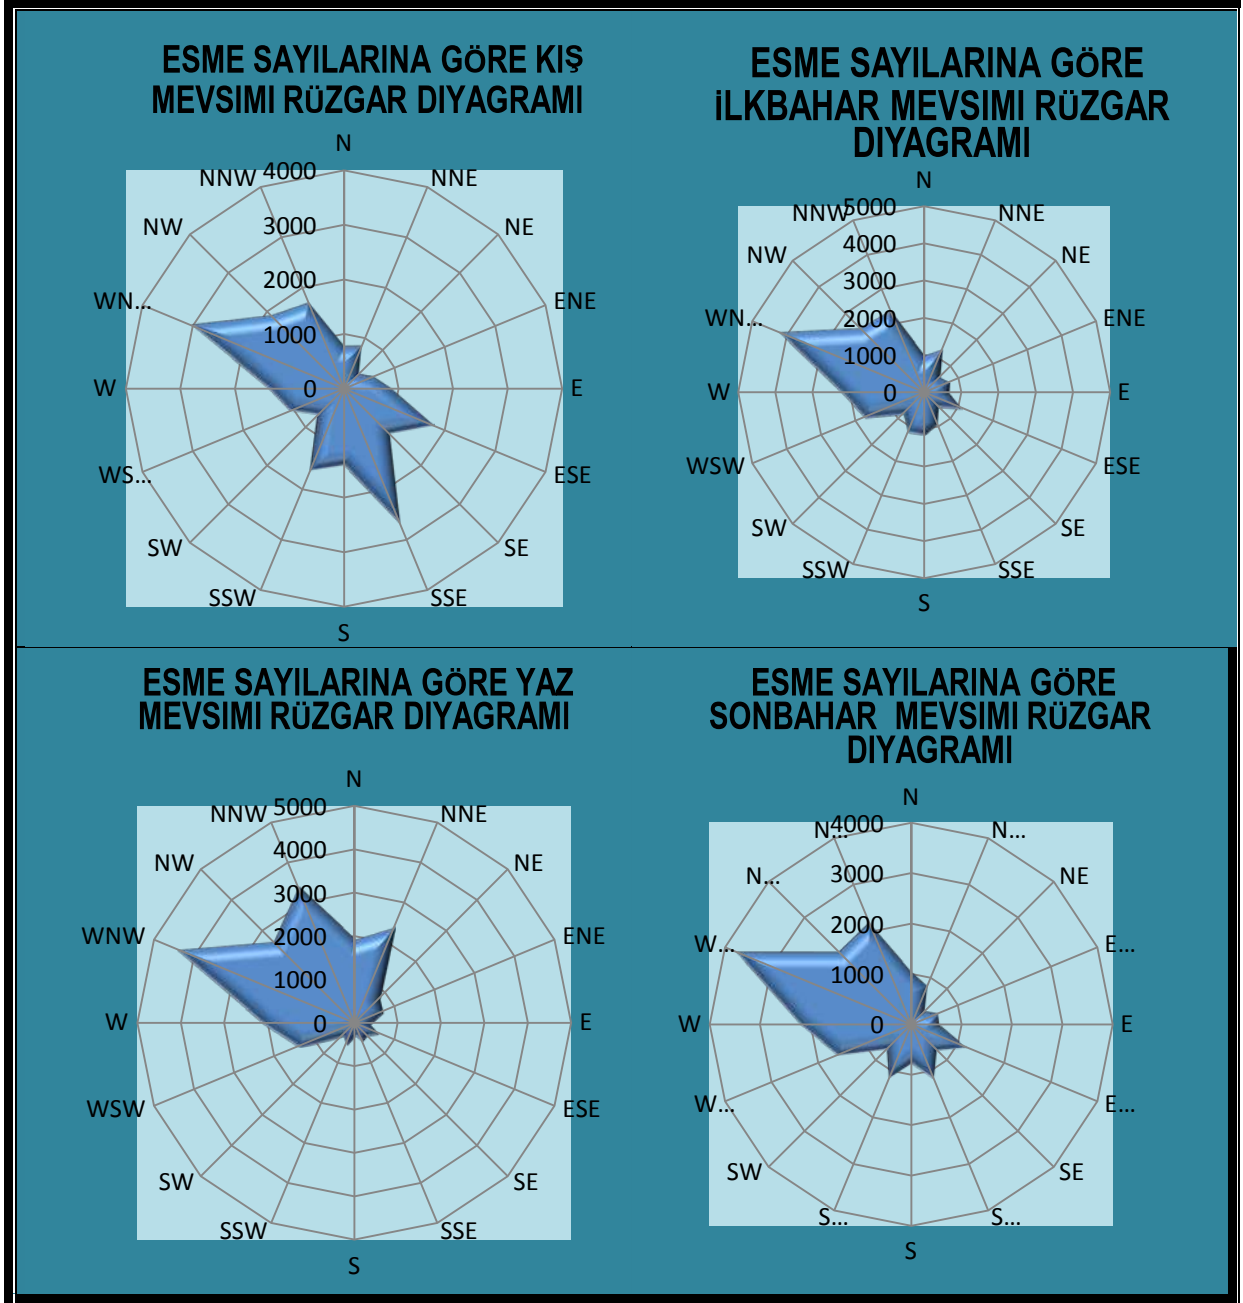 ESME SAYILARINA GÖRE KIŞ
MEVSIMI RÜZGAR DIYAGRAMI
N
NNE
NE
ENE
E
ESE
SE
SSE
S
SSW
SW
WS...
W
WN...
NW
NNW
4000
3000
2000
1000
0
ESME SAYILARINA GÖRE
İLKBAHAR MEVSIMI RÜZGAR
DIYAGRAMI
N
NNE
NE
ENE
E
ESE
SE
SSE
S
SSW
SW
WSW
W
WN...
NW
NNW
5000
4000
3000
2000
1000
0
ESME SAYILARINA GÖRE YAZ
MEVSIMI RÜZGAR DIYAGRAMI
N
NNE
NE
ENE
E
ESE
SE
SSE
S
SSW
SW
WSW
W
WNW
NW
NNW
5000
4000
3000
2000
1000
0
ESME SAYILARINA GÖRE
SONBAHAR MEVSIMI RÜZGAR
DIYAGRAMI
N
N...
NE
E...
E
E...
SE
S...
S
S...
SW
W...
W
W...
N...
N...
4000
3000
2000
1000
0